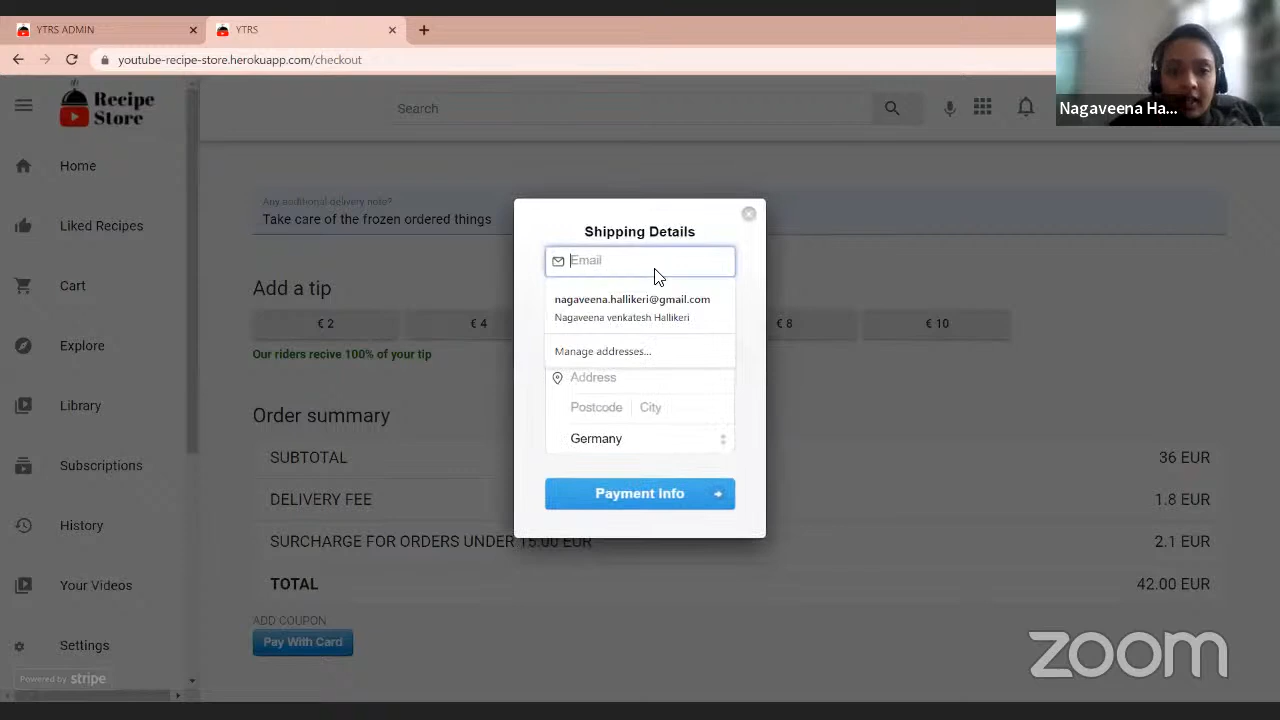 YTRS ADMIN
YTRS
youtube-recipe-store.herokuapp.com/checkout
Nagaveena Ha...
Recipe
Store
Search
Home
Liked Recipes
Cart
Explore
Library
Subscriptions
History
Your Videos
Settings
Powered by stripe
Any additional delivery note?
Take care of the frozen ordered things
Add a tip
€ 2
€ 4
€ 8
€ 10
Our riders recive 100% of your tip
Order summary
SUBTOTAL 36 EUR
DELIVERY FEE 1.8 EUR
SURCHARGE FOR ORDERS UNDER 15.00 EUR 2.1 EUR
TOTAL 42.00 EUR
ADD COUPON
Pay With Card
Shipping Details
Email
nagaveena.hallikeri@gmail.com
Nagaveena venkatesh Hallikeri
Manage addresses...
Address
Postcode City
Germany
Payment Info
zoom